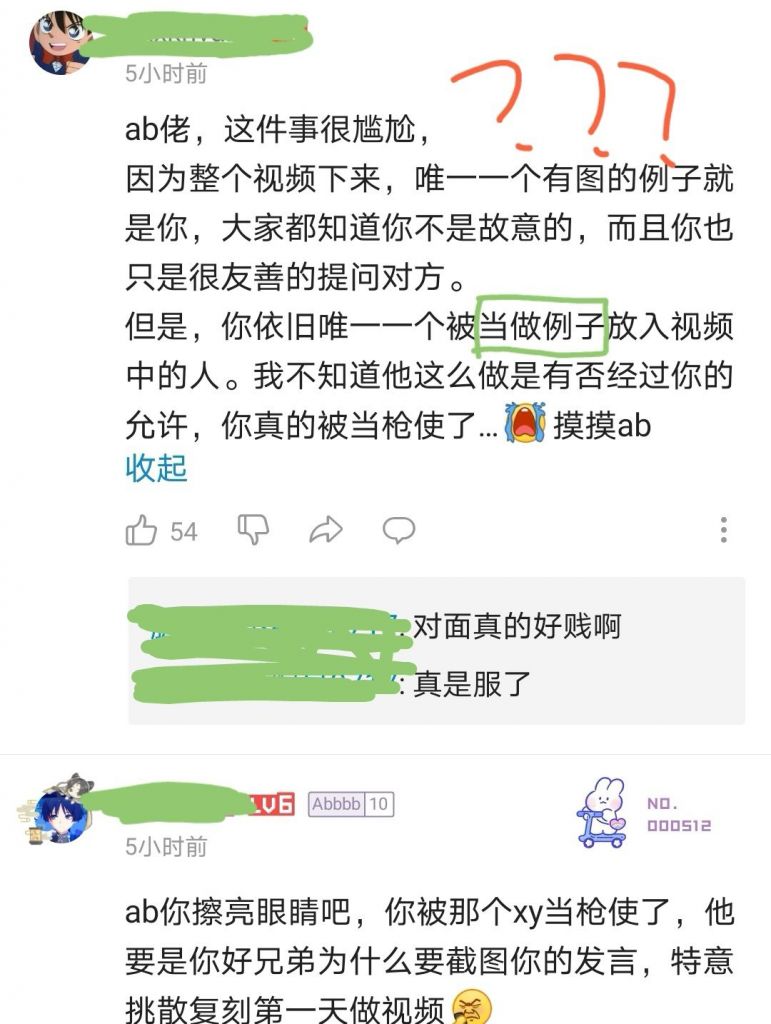 5小时前
???
ab佬，这件事很尴尬，
因为整个视频下来，唯一一个有图的例子就
是你，大家都知道你不是故意的，而且你也
只是很友善的提问对方。
但是，你依旧唯一一个被当做例子放入视频
中的人。我不知道他这么做是有否经过你的
允许，你真的被当枪使了...😭摸摸ab
收起
54
: 对面真的好贱啊
: 真是服了
LV6 Abbbb 10
NO.
000512
5小时前
ab你擦亮眼睛吧，你被那个xy当枪使了，他
要是你好兄弟为什么要截图你的发言，特意
挑散复刻第一天做视频